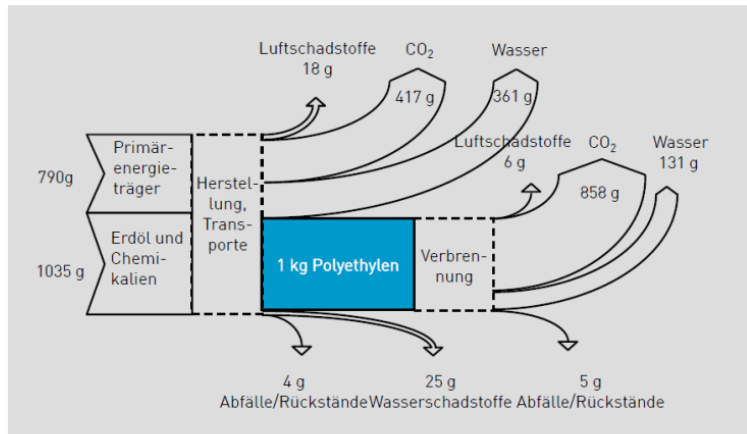 Luftschadstoffe
18 g
CO₂
417 g
Wasser
361 g
Luftschadstoffe
6 g
CO₂
858 g
Wasser
131 g
790g
Primär-
energie-
träger
1035 g
Erdöl und
Chemi-
kalien
Herstel-
lung,
Trans-
porte
1 kg Polyethylen
Verbren-
nung
4 g
Abfälle/Rückstände
25 g
Wasserschadstoffe
5 g
Abfälle/Rückstände